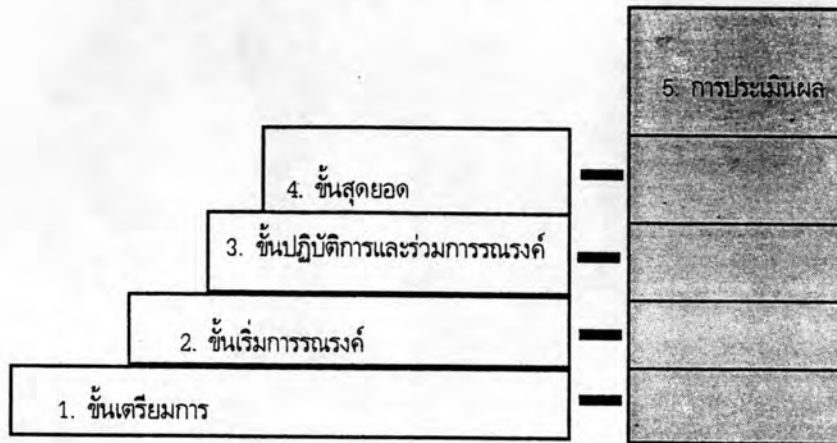 5. การประเมินผล
4. ขั้นสุดยอด
3. ขั้นปฏิบัติการและร่วมการรณรงค์
2. ขั้นเริ่มการรณรงค์
1. ขั้นเตรียมการ